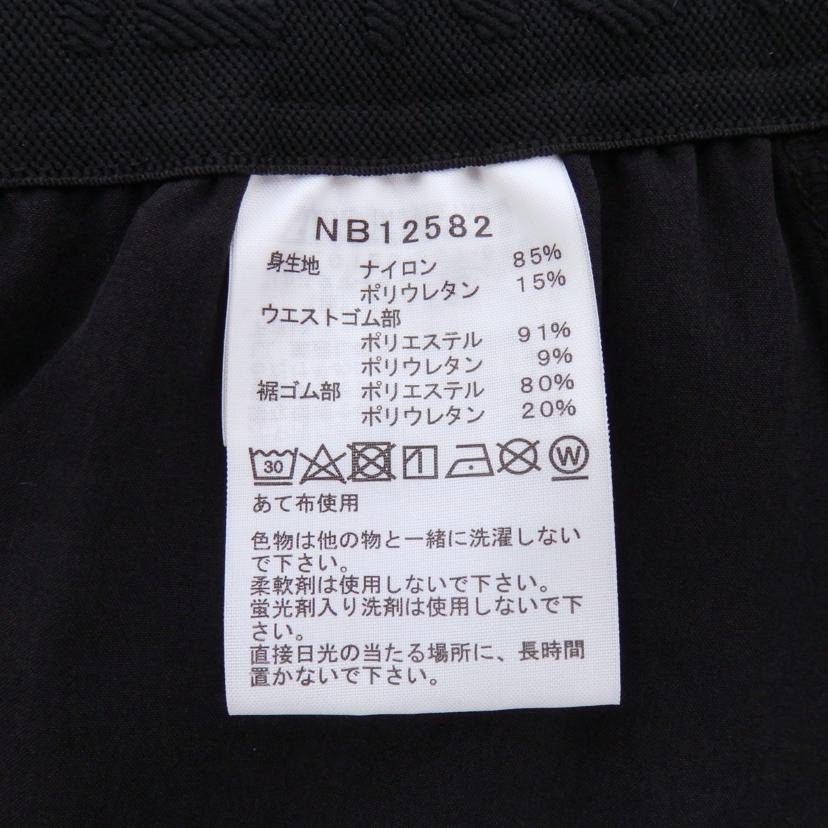 NB12582
身生地 ナイロン 85%
ポリウレタン 15%
ウエストゴム部
ポリエステル 91%
ポリウレタン 9%
裾ゴム部 ポリエステル 80%
ポリウレタン 20%
30 W
あて布使用
色物は他の物と一緒に洗濯しない
で下さい。
柔軟剤は使用しないで下さい。
蛍光剤入り洗剤は使用しないで下
さい。
直接日光の当たる場所に、長時間
置かないで下さい。